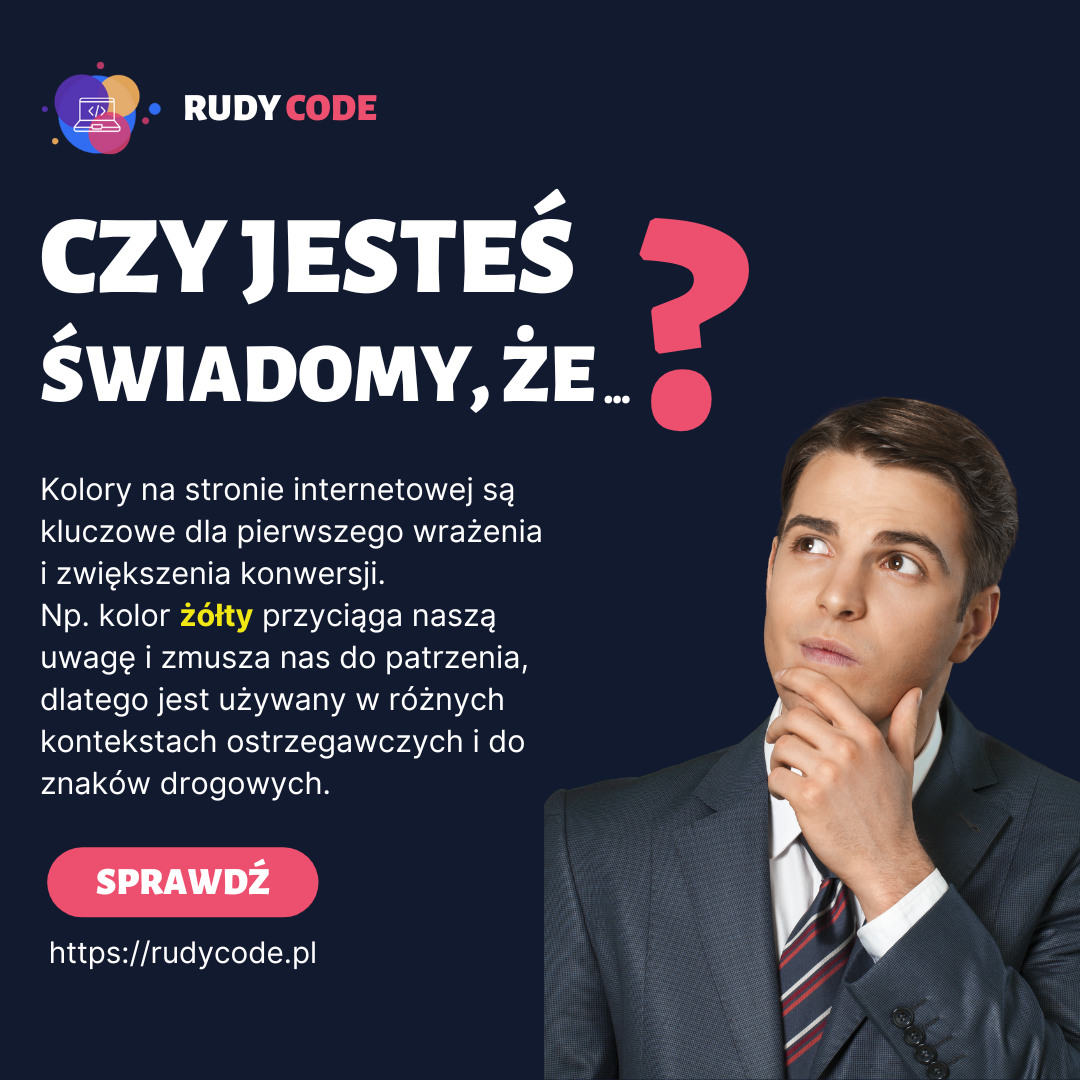 RUDY CODE
CZY JESTEŚ
ŚWIADOMY, ŻE... ?
Kolory na stronie internetowej są
kluczowe dla pierwszego wrażenia
i zwiększenia konwersji.
Np. kolor żółty przyciąga naszą
uwagę i zmusza nas do patrzenia,
dlatego jest używany w różnych
kontekstach ostrzegawczych i do
znaków drogowych.
SPRAWDŹ
https://rudycode.pl